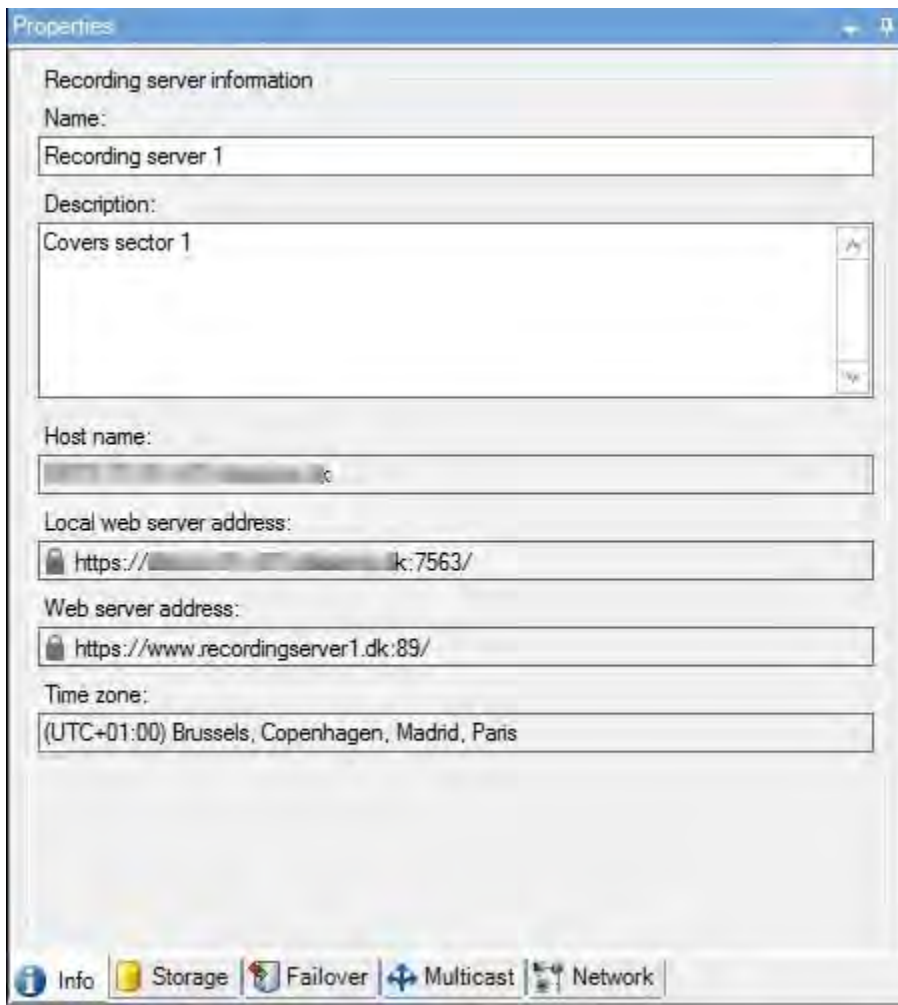 Properties
Recording server information
Name:
Recording server 1
Description:
Covers sector 1
Host name:
k
Local web server address:
https:// k:7563/
Web server address:
https://www.recordingserver1.dk:89/
Time zone:
(UTC+01:00) Brussels, Copenhagen, Madrid, Paris
Info Storage Failover Multicast Network